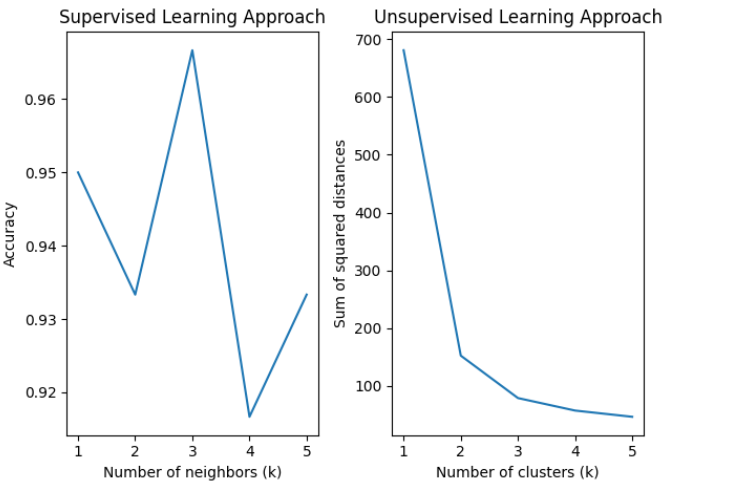 Supervised Learning Approach
Accuracy
0.96
0.95
0.94
0.93
0.92
1 2 3 4 5
Number of neighbors (k)
Unsupervised Learning Approach
Sum of squared distances
700
600
500
400
300
200
100
1 2 3 4 5
Number of clusters (k)